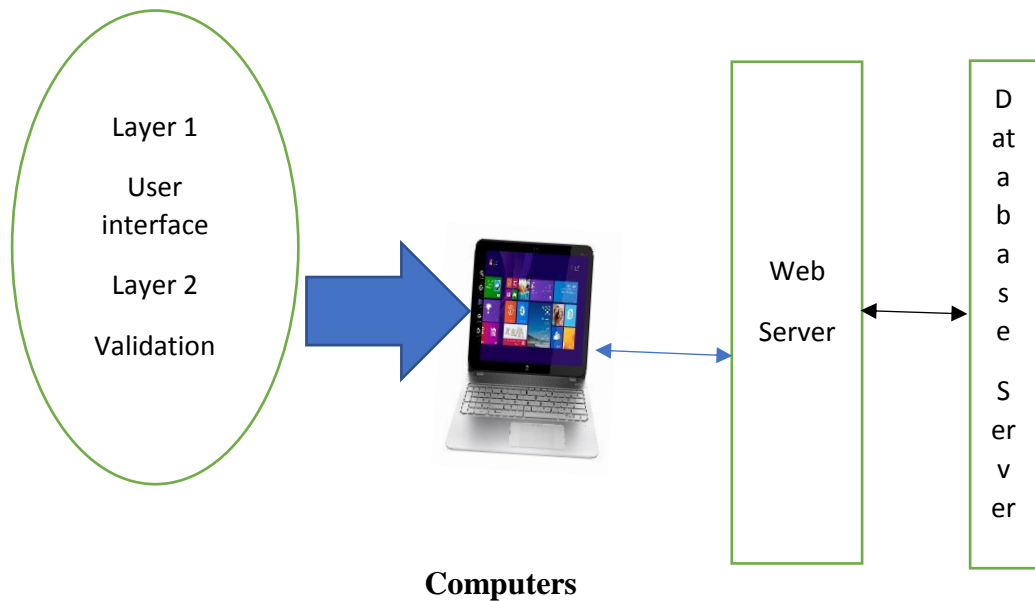 Layer 1
User
interface
Layer 2
Validation
Web
Server
D
at
a
b
a
s
e
S
er
v
er
Computers